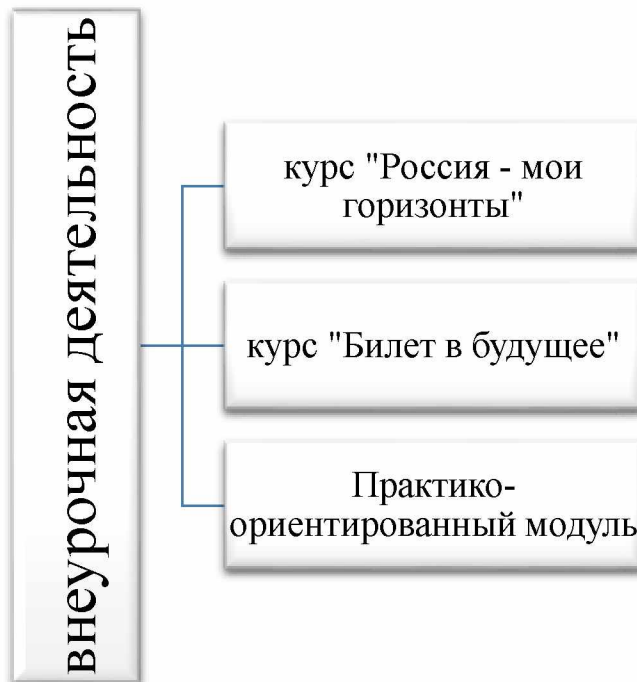 внеурочная деятельность
курс "Россия - мои
горизонты"
курс "Билет в будущее"
Практико-
ориентированный модуль